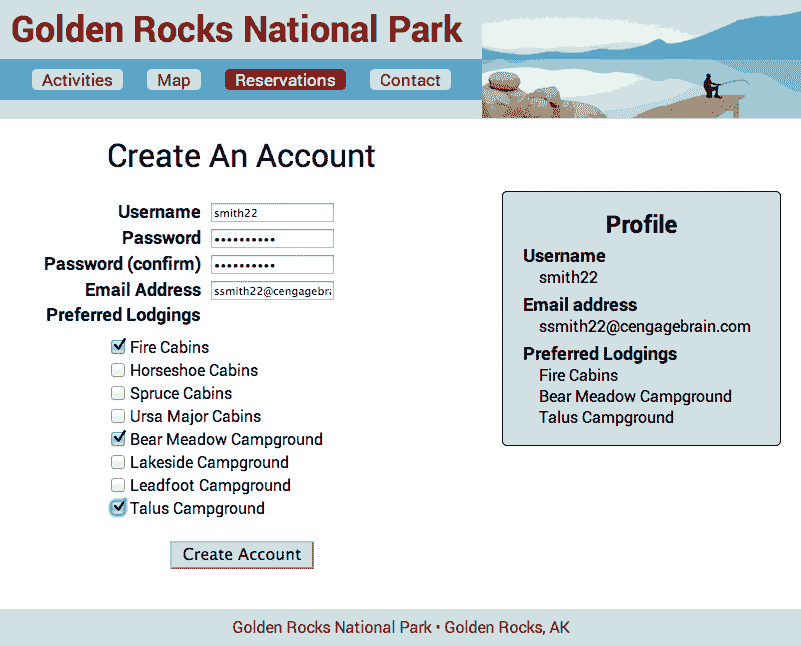 Golden Rocks National Park
Activities Map Reservations Contact
Create An Account
Username smith22
Password ••••••••••
Password (confirm) ••••••••••
Email Address ssmith22@cengagebra
Preferred Lodgings
Fire Cabins
Horseshoe Cabins
Spruce Cabins
Ursa Major Cabins
Bear Meadow Campground
Lakeside Campground
Leadfoot Campground
Talus Campground
Create Account
Profile
Username
smith22
Email address
ssmith22@cengagebrain.com
Preferred Lodgings
Fire Cabins
Bear Meadow Campground
Talus Campground
Golden Rocks National Park • Golden Rocks, AK